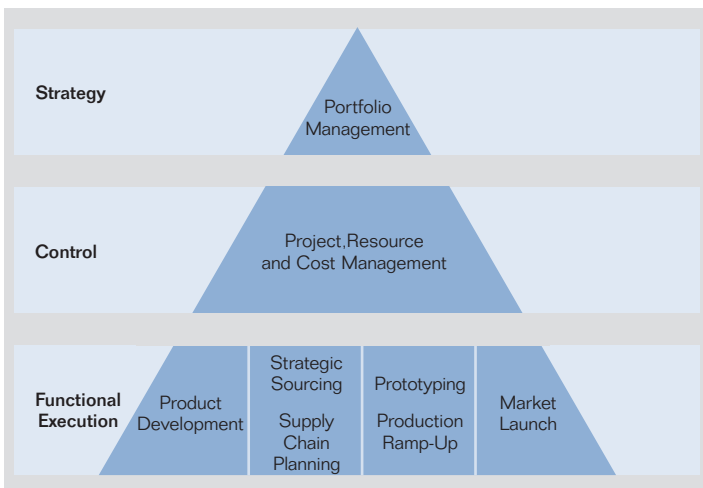 Strategy
Portfolio
Management
Control
Project,Resource
and Cost Management
Functional
Execution
Product
Development
Strategic
Sourcing
Supply
Chain
Planning
Prototyping
Production
Ramp-Up
Market
Launch